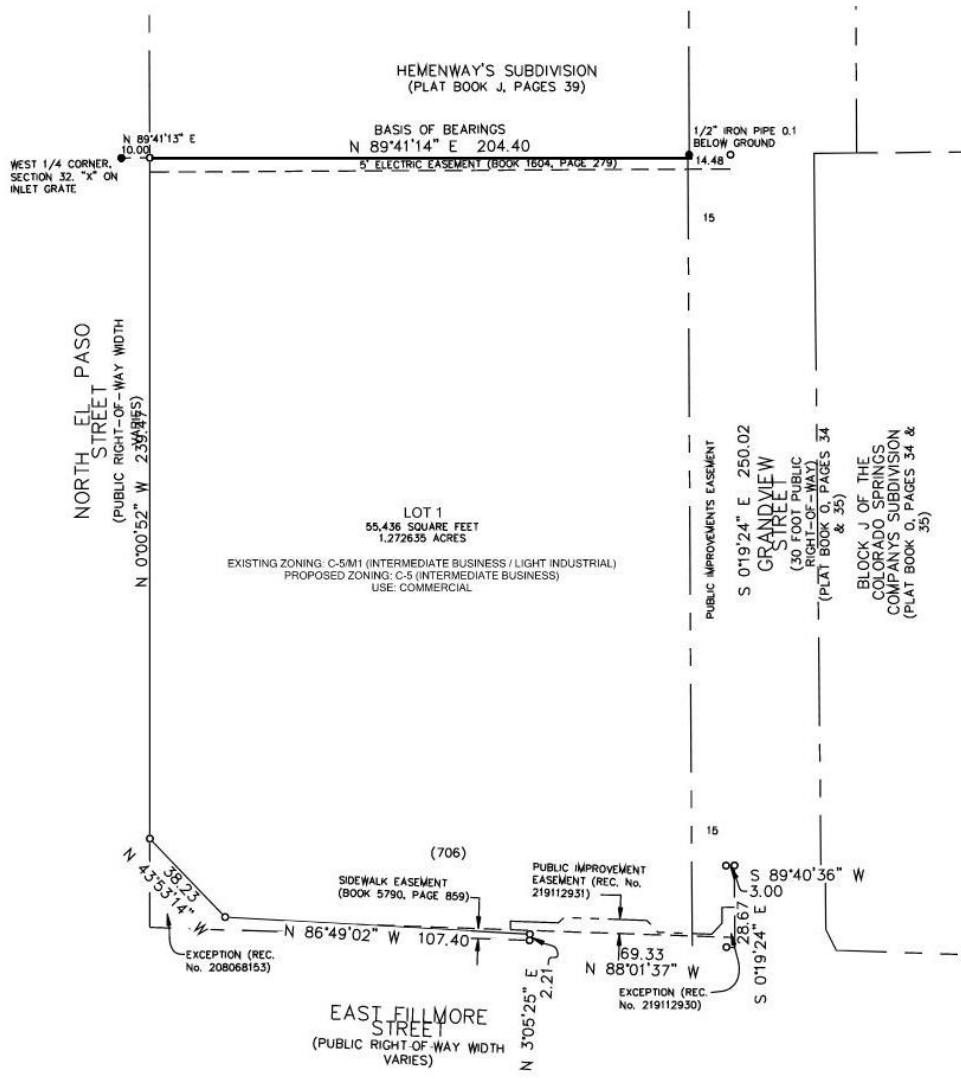 HEMENWAY'S SUBDIVISION
(PLAT BOOK J, PAGES 39)
N 89°41'13" E
10.00
WEST 1/4 CORNER,
SECTION 32. "X" ON
INLET GRATE
BASIS OF BEARINGS
N 89°41'14" E 204.40
5' ELECTRIC EASEMENT (BOOK 1604, PAGE 279)
1/2" IRON PIPE 0.1
BELOW GROUND
14.48
15
NORTH EL PASO
STREET
(PUBLIC RIGHT-OF-WAY WIDTH
VARIES)
N 0°00'52" W 239.47
LOT 1
55,436 SQUARE FEET
1.272635 ACRES
EXISTING ZONING: C-5/M1 (INTERMEDIATE BUSINESS / LIGHT INDUSTRIAL)
PROPOSED ZONING: C-5 (INTERMEDIATE BUSINESS)
USE: COMMERCIAL
PUBLIC IMPROVEMENTS EASEMENT
S 0°19'24" E 250.02
GRANDVIEW
STREET
(30 FOOT PUBLIC
RIGHT-OF-WAY)
(PLAT BOOK O, PAGES 34
& 35)
BLOCK J OF THE
COLORADO SPRINGS
COMPANYS SUBDIVISION
(PLAT BOOK O, PAGES 34 &
35)
15
38.23
N 43°53'14" W
EXCEPTION (REC.
No. 208068153)
(706)
SIDEWALK EASEMENT
(BOOK 5790, PAGE 859)
PUBLIC IMPROVEMENT
EASEMENT (REC. No.
219112931)
S 89°40'36" W
3.00
28.67
S 0°19'24" E
N 86°49'02" W 107.40
N 3°05'25" E
2.21
69.33
N 88°01'37" W
EXCEPTION (REC.
No. 219112930)
EAST FILLMORE
STREET
(PUBLIC RIGHT-OF-WAY WIDTH
VARIES)